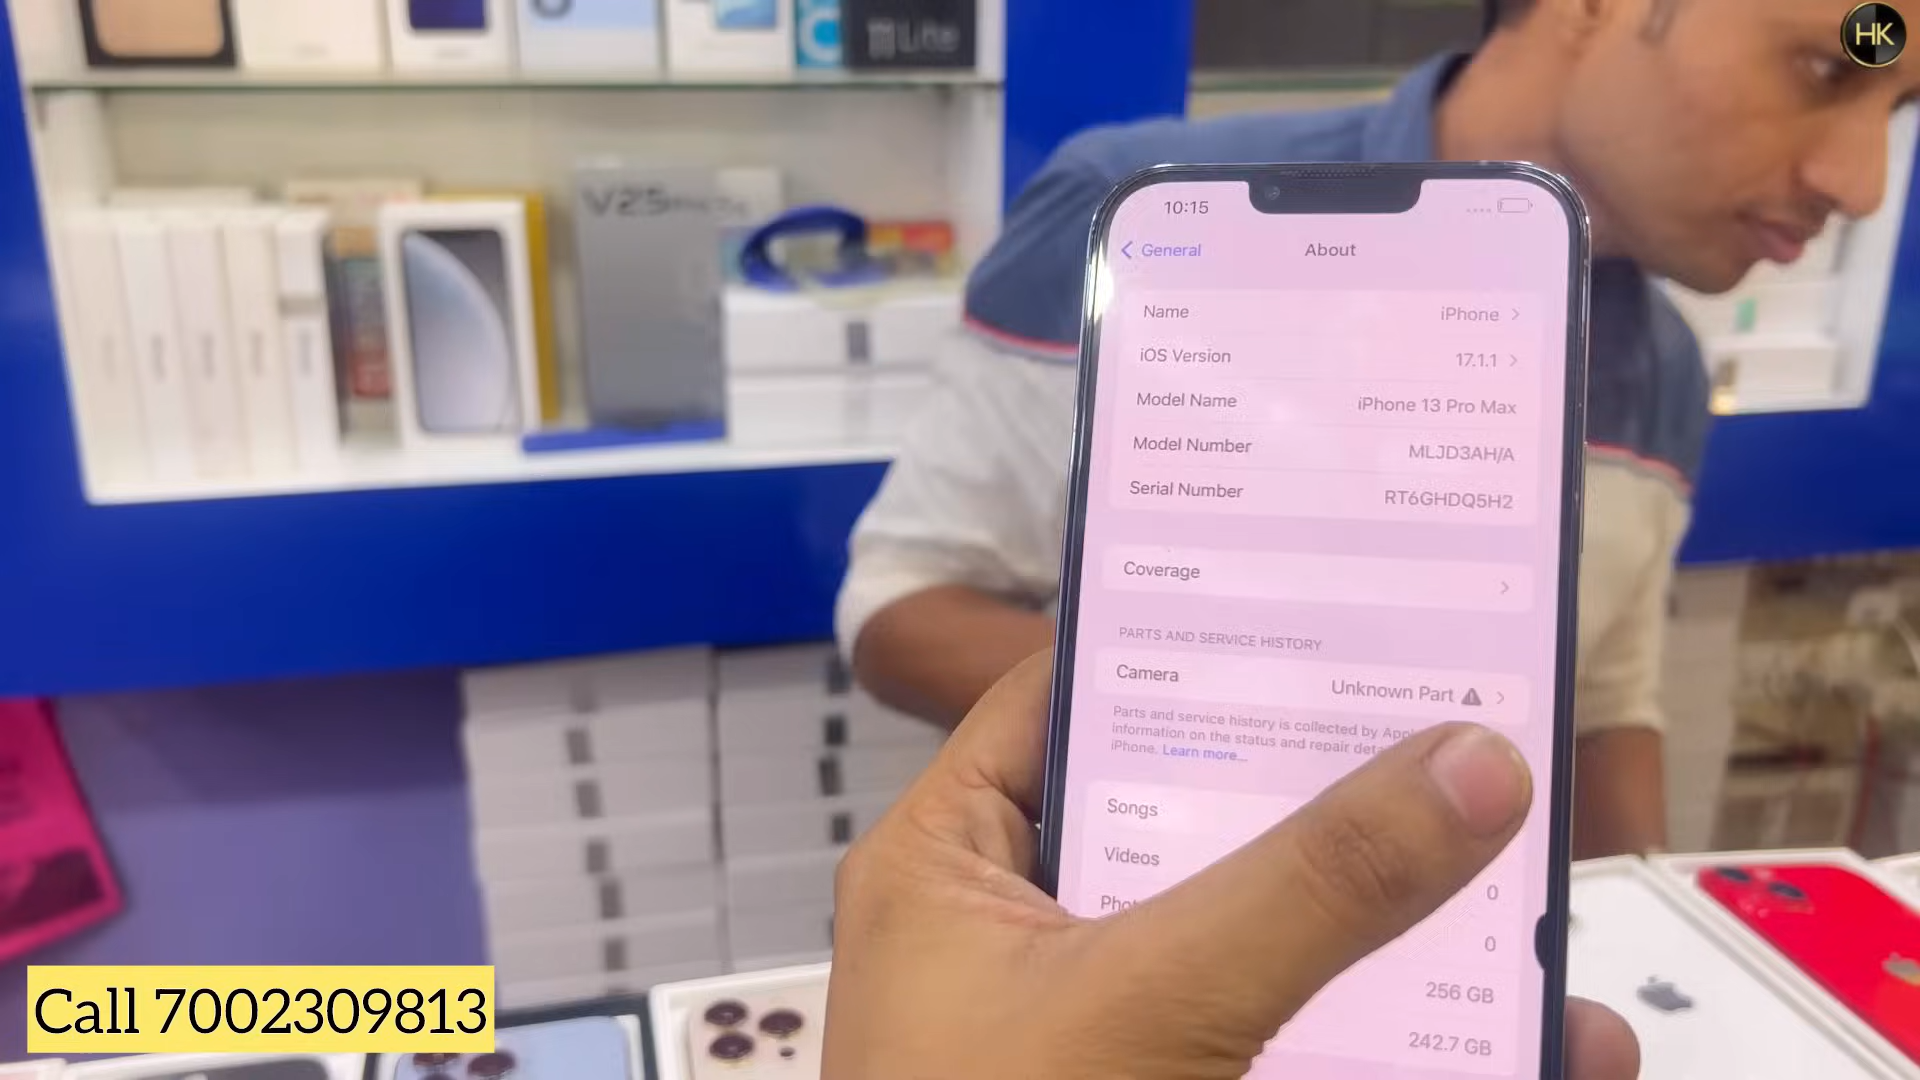 HK
Lite
V25
10:15
General
About
Name
iPhone
iOS Version
17.1.1
Model Name
iPhone 13 Pro Max
Model Number
MLJD3AH/A
Serial Number
RT6GHDQ5H2
Coverage
PARTS AND SERVICE HISTORY
Camera
Unknown Part
Parts and service history is collected by Appl
information on the status and repair deta
iPhone. Learn more...
Songs
Videos
0
Phot
0
256 GB
242.7 GB
Call 7002309813